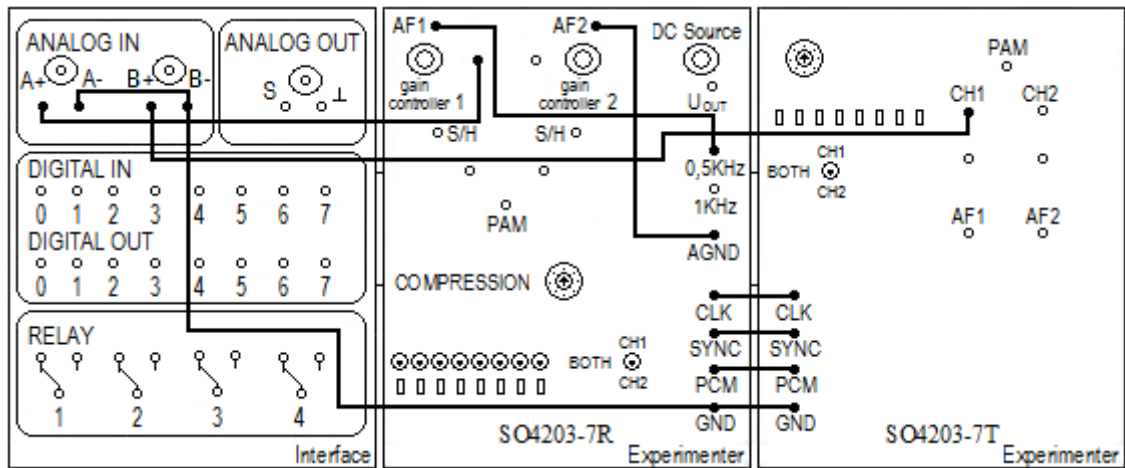 ANALOG IN
A+ A- B+ B-
ANALOG OUT
S ⊥
DIGITAL IN
0 1 2 3 4 5 6 7
DIGITAL OUT
0 1 2 3 4 5 6 7
RELAY
1 2 3 4
Interface
AF1
AF2
DC Source
gain
controller 1
gain
controller 2
UOUT
S/H
S/H
0,5KHz
1KHz
PAM
AGND
COMPRESSION
CLK
SYNC
PCM
GND
CH1
BOTH
CH2
SO4203-7R
Experimenter
PAM
CH1
CH2
CH1
BOTH
CH2
AF1
AF2
CLK
SYNC
PCM
GND
SO4203-7T
Experimenter